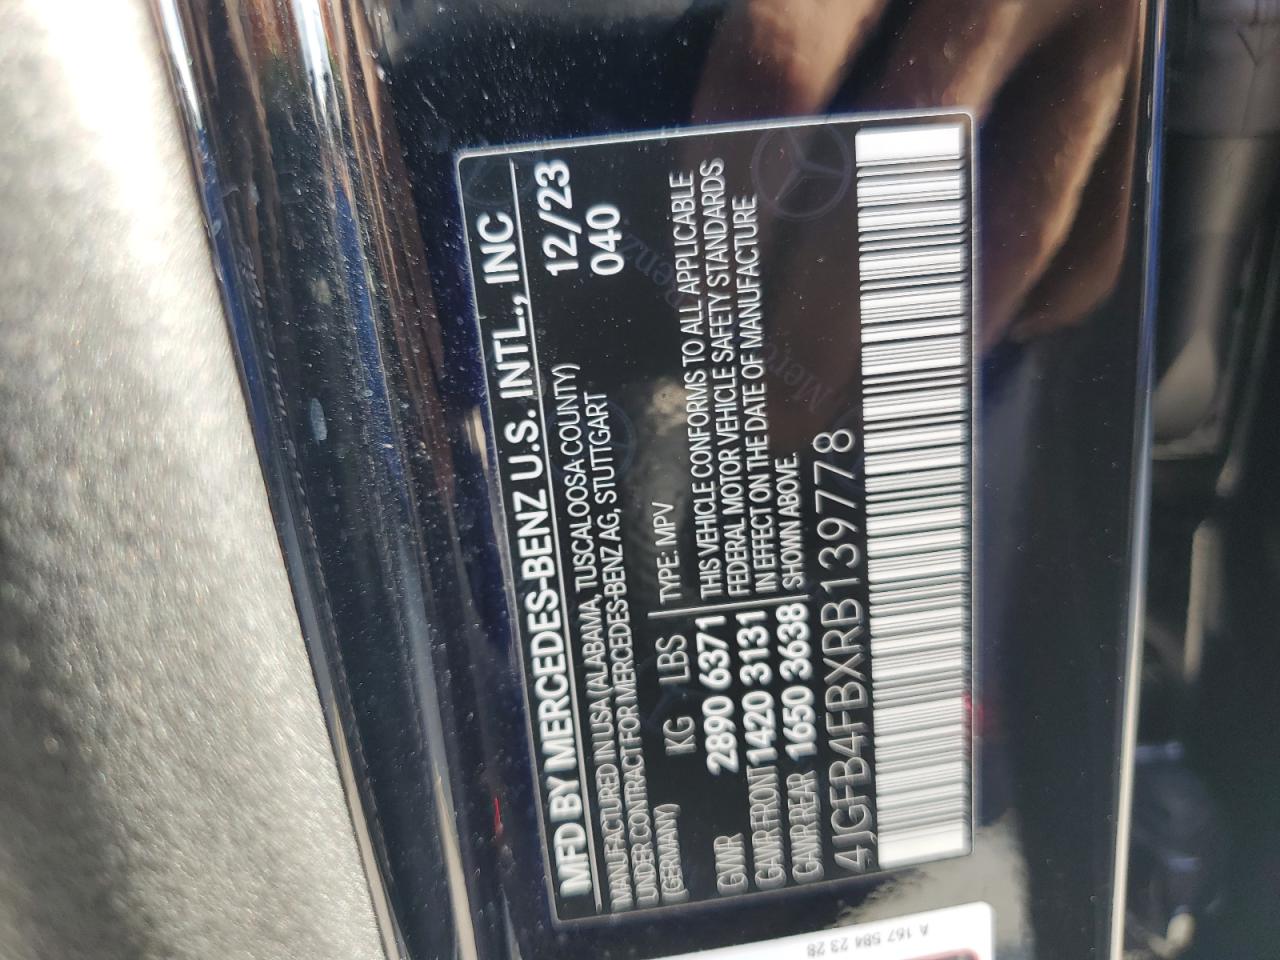 MFD BY MERCEDES-BENZ U.S. INTL., INC
MANUFACTURED IN USA (ALABAMA, TUSCALOOSA COUNTY)
UNDER CONTRACT FOR MERCEDES-BENZ AG, STUTTGART
(GERMANY)
12/23
040
KG LBS
TYPE: MPV
GVWR 2890 6371
GAWR FRONT 1420 3131
GAWR REAR 1650 3638
THIS VEHICLE CONFORMS TO ALL APPLICABLE
FEDERAL MOTOR VEHICLE SAFETY STANDARDS
IN EFFECT ON THE DATE OF MANUFACTURE
SHOWN ABOVE.
4JGFB4FBXRB139778
A 167 584 23 28